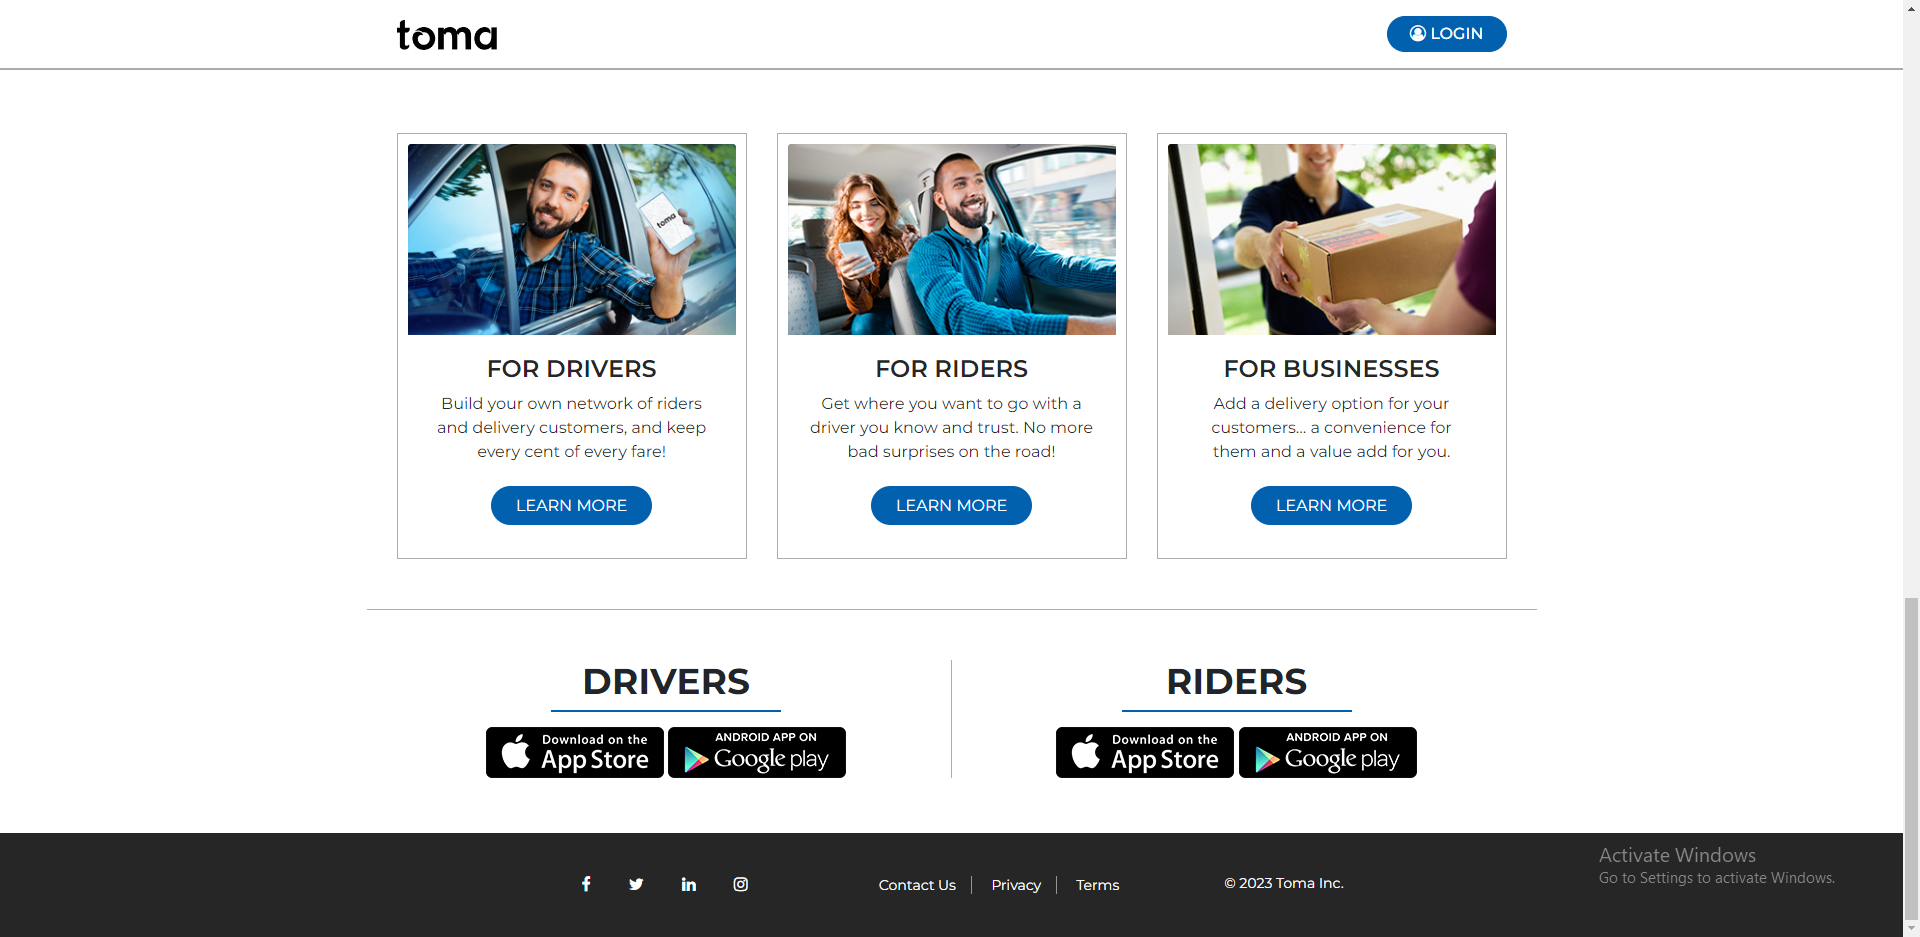 toma
LOGIN
toma
FOR DRIVERS
Build your own network of riders
and delivery customers, and keep
every cent of every fare!
LEARN MORE
FOR RIDERS
Get where you want to go with a
driver you know and trust. No more
bad surprises on the road!
LEARN MORE
FOR BUSINESSES
Add a delivery option for your
customers... a convenience for
them and a value add for you.
LEARN MORE
DRIVERS
Download on the
App Store
ANDROID APP ON
Google play
RIDERS
Download on the
App Store
ANDROID APP ON
Google play
Contact Us
Privacy
Terms
© 2023 Toma Inc.
Activate Windows
Go to Settings to activate Windows.